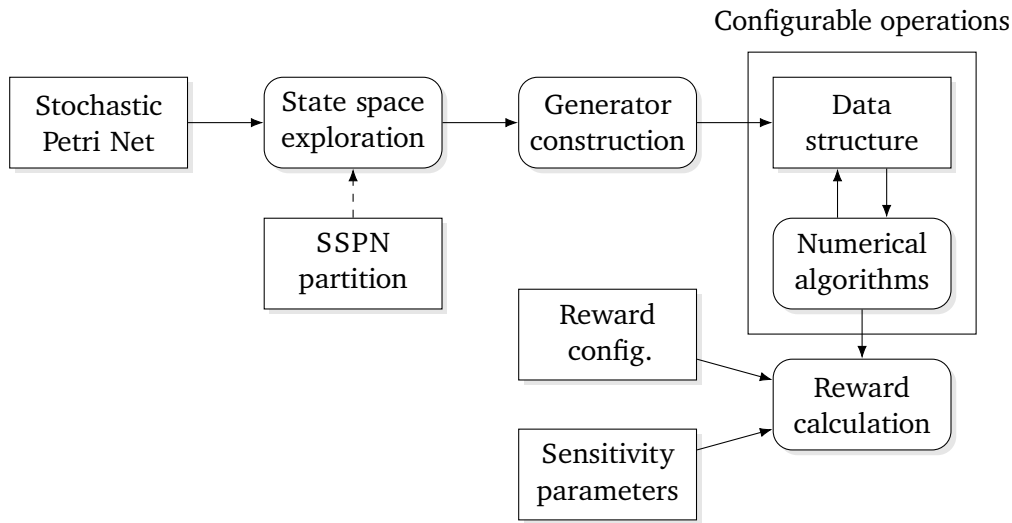 Configurable operations
Stochastic
Petri Net
State space
exploration
Generator
construction
Data
structure
SSPN
partition
Numerical
algorithms
Reward
config.
Reward
calculation
Sensitivity
parameters